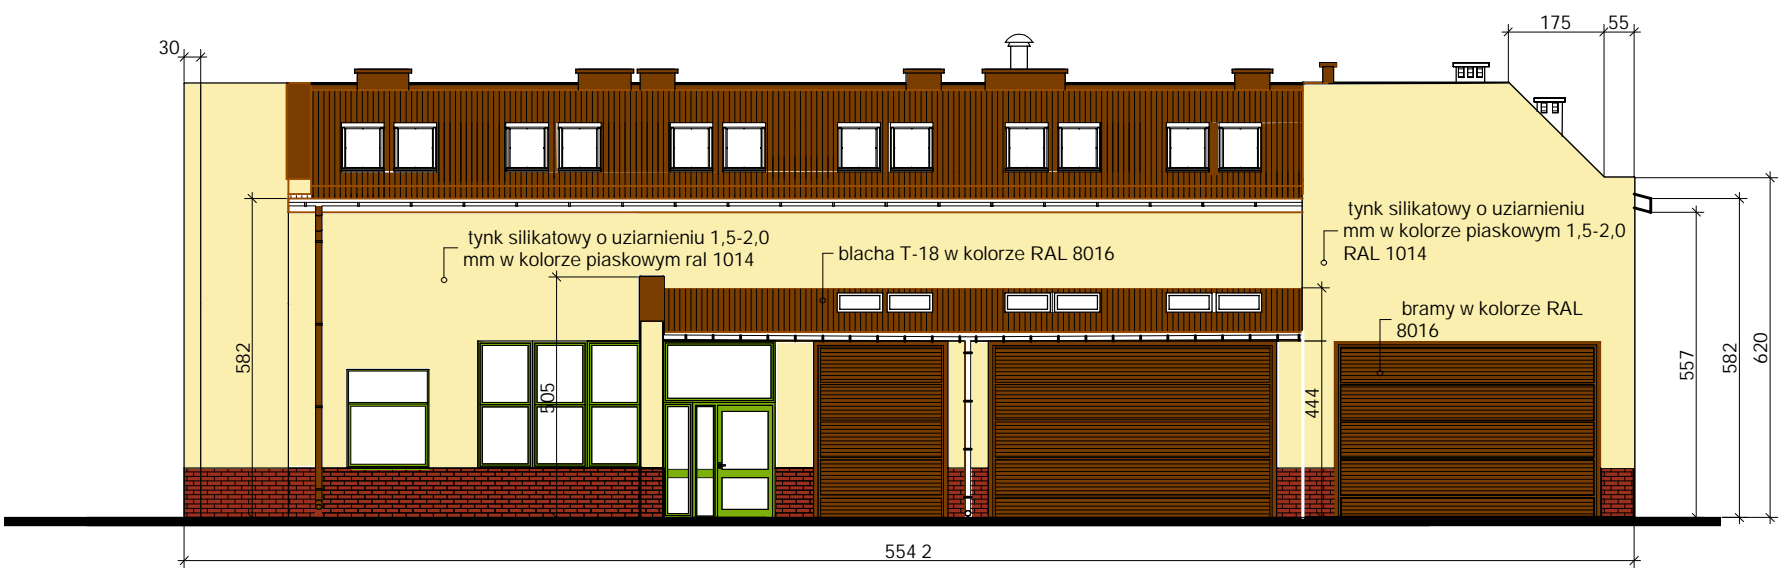 175
55
30
tynk silikatowy o uziarnieniu
mm w kolorze piaskowym 1,5-2,0
RAL 1014
tynk silikatowy o uziarnieniu 1,5-2,0
mm w kolorze piaskowym ral 1014
blacha T-18 w kolorze RAL 8016
bramy w kolorze RAL
8016
582
505
444
557
582
620
554 2